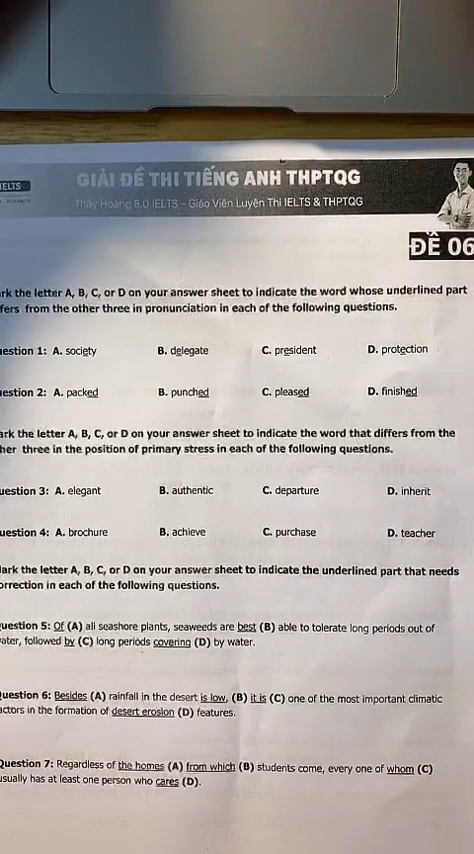 IELTS
GIẢI ĐỀ THI TIẾNG ANH THPTQG
Thầy Hoàng 8.0 IELTS - Giáo Viên Luyện Thi IELTS & THPTQG
ĐỀ 06
ark the letter A, B, C, or D on your answer sheet to indicate the word whose underlined part
fers from the other three in pronunciation in each of the following questions.
estion 1: A. society B. delegate C. president D. protection
estion 2: A. packed B. punched C. pleased D. finished
ark the letter A, B, C, or D on your answer sheet to indicate the word that differs from the
her three in the position of primary stress in each of the following questions.
uestion 3: A. elegant B. authentic C. departure D. inherit
uestion 4: A. brochure B. achieve C. purchase D. teacher
Mark the letter A, B, C, or D on your answer sheet to indicate the underlined part that needs
orrection in each of the following questions.
Question 5: Of (A) all seashore plants, seaweeds are best (B) able to tolerate long periods out of
ater, followed by (C) long periods covering (D) by water.
Question 6: Besides (A) rainfall in the desert is low, (B) it is (C) one of the most important climatic
actors in the formation of desert erosion (D) features.
Question 7: Regardless of the homes (A) from which (B) students come, every one of whom (C)
usually has at least one person who cares (D).